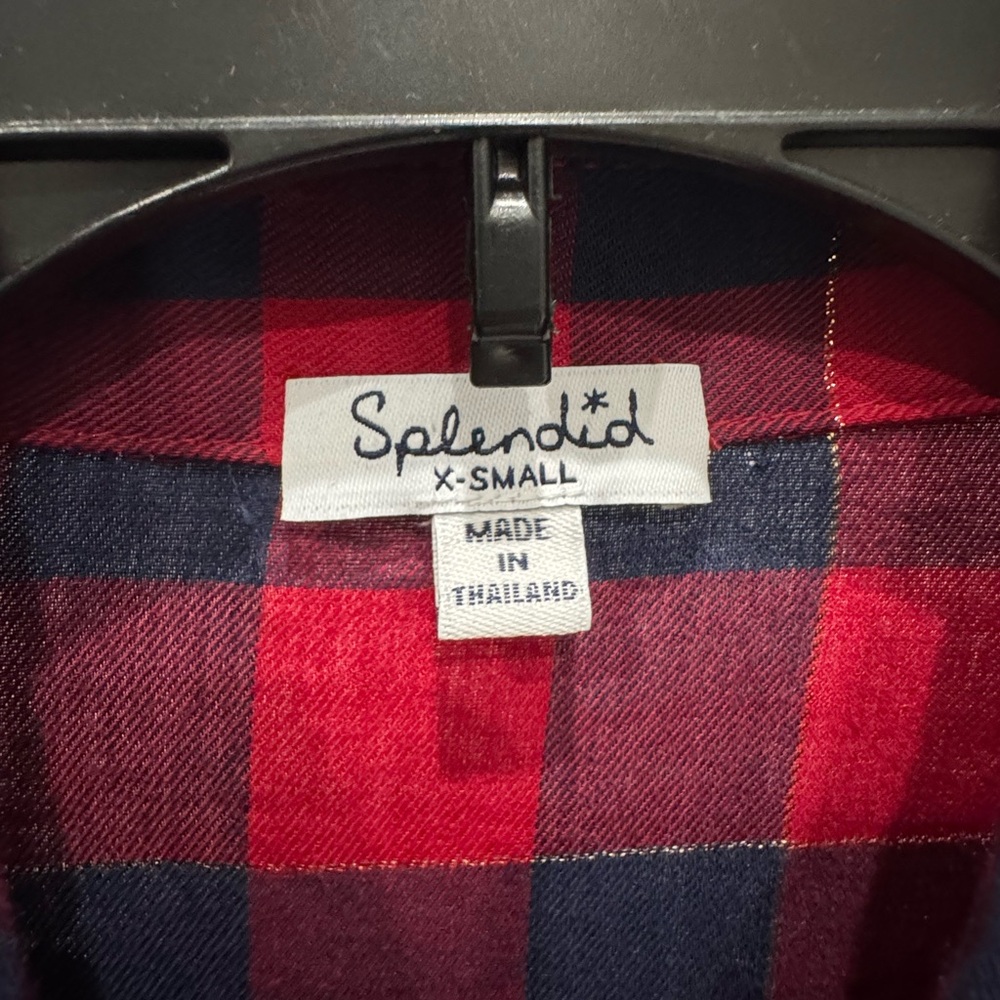 Splendid
X-SMALL
MADE
IN
THAILAND